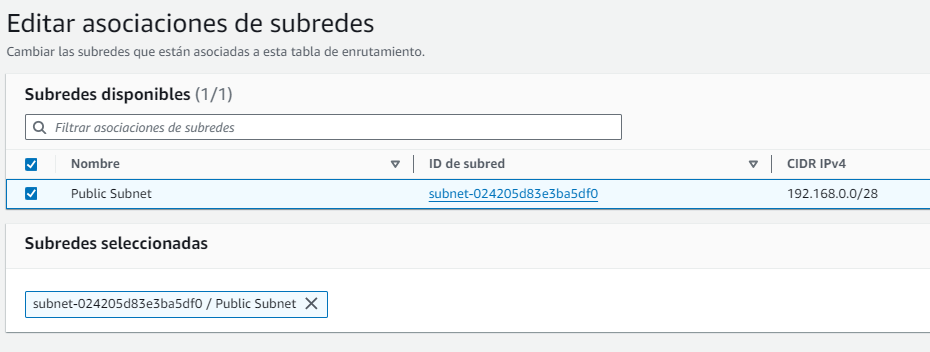 Editar asociaciones de subredes
Cambiar las subredes que están asociadas a esta tabla de enrutamiento.
Subredes disponibles (1/1)
Filtrar asociaciones de subredes
Nombre ID de subred CIDR IPv4
Public Subnet subnet-024205d83e3ba5df0 192.168.0.0/28
Subredes seleccionadas
subnet-024205d83e3ba5df0 / Public Subnet